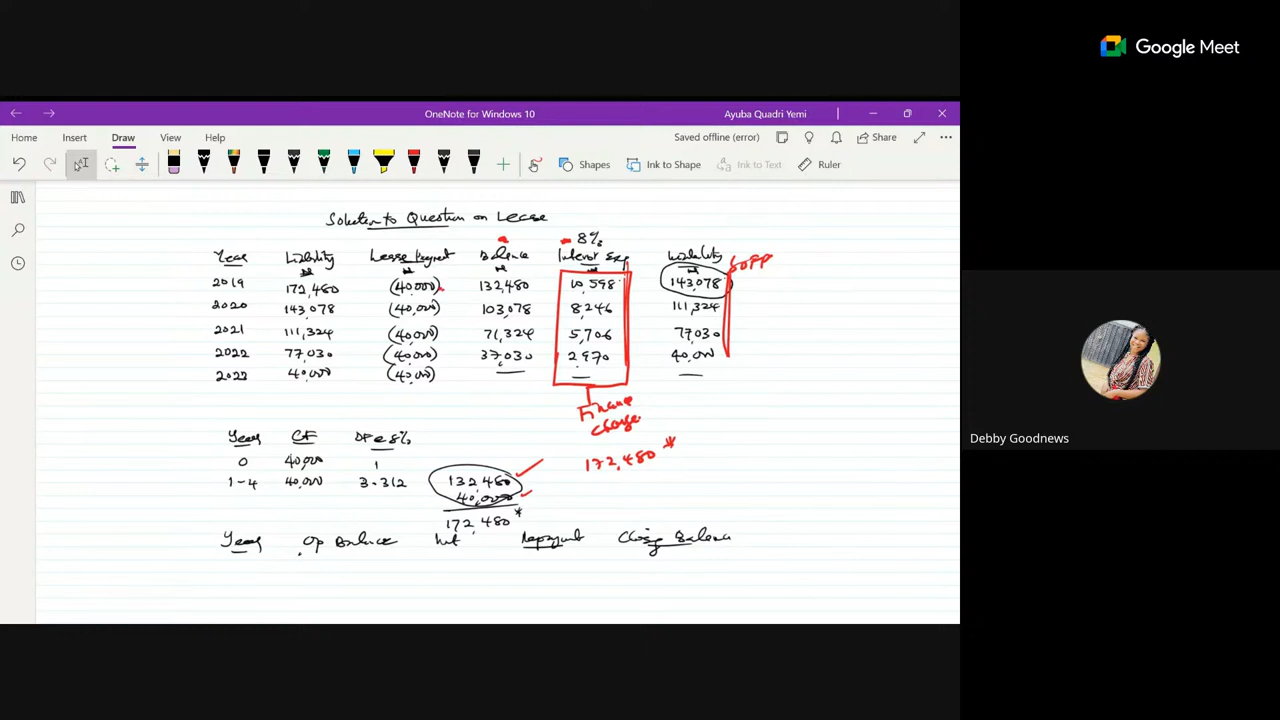 Google Meet
OneNote for Windows 10
Ayuba Quadri Yemi
Home Insert Draw View Help
Saved offline (error) Share
Shapes Ink to Shape Ink to Text Ruler
Solution to Question on Lease
8%
Year Liability Lease Payment Balance Interest Exp Liability SOFP
2019 172,480 (40,000) 132,480 10,598 143,078
2020 143,078 (40,000) 103,078 8,246 111,324
2021 111,324 (40,000) 71,324 5,706 77,030
2022 77,030 (40,000) 37,030 2,970 40,000
2023 40,000 (40,000)
Finance
charge
Year CF DF@8%
172,480*
0 40,000 1
1-4 40,000 3.312 132,480
40,000
172,480*
Year Op Balance Int Repayment Closing Balance
Debby Goodnews